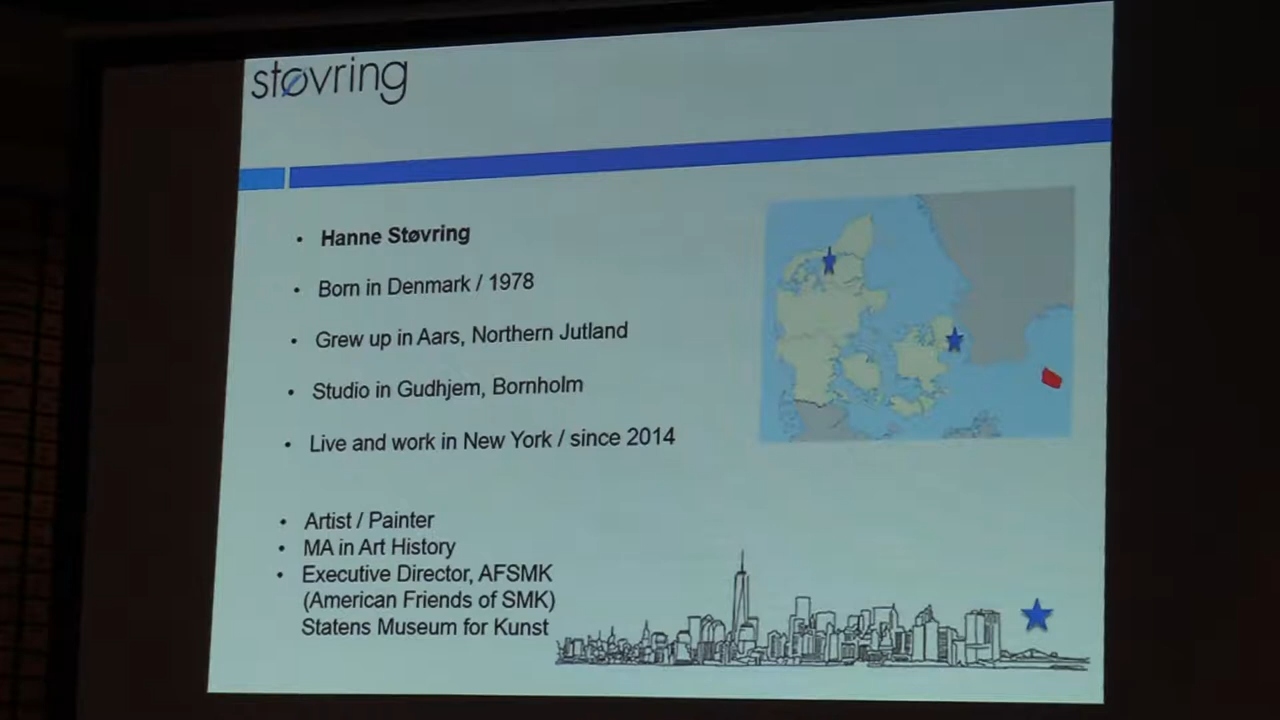 støvring
• Hanne Støvring
• Born in Denmark / 1978
• Grew up in Aars, Northern Jutland
• Studio in Gudhjem, Bornholm
• Live and work in New York / since 2014
• Artist / Painter
• MA in Art History
• Executive Director, AFSMK
(American Friends of SMK)
Statens Museum for Kunst